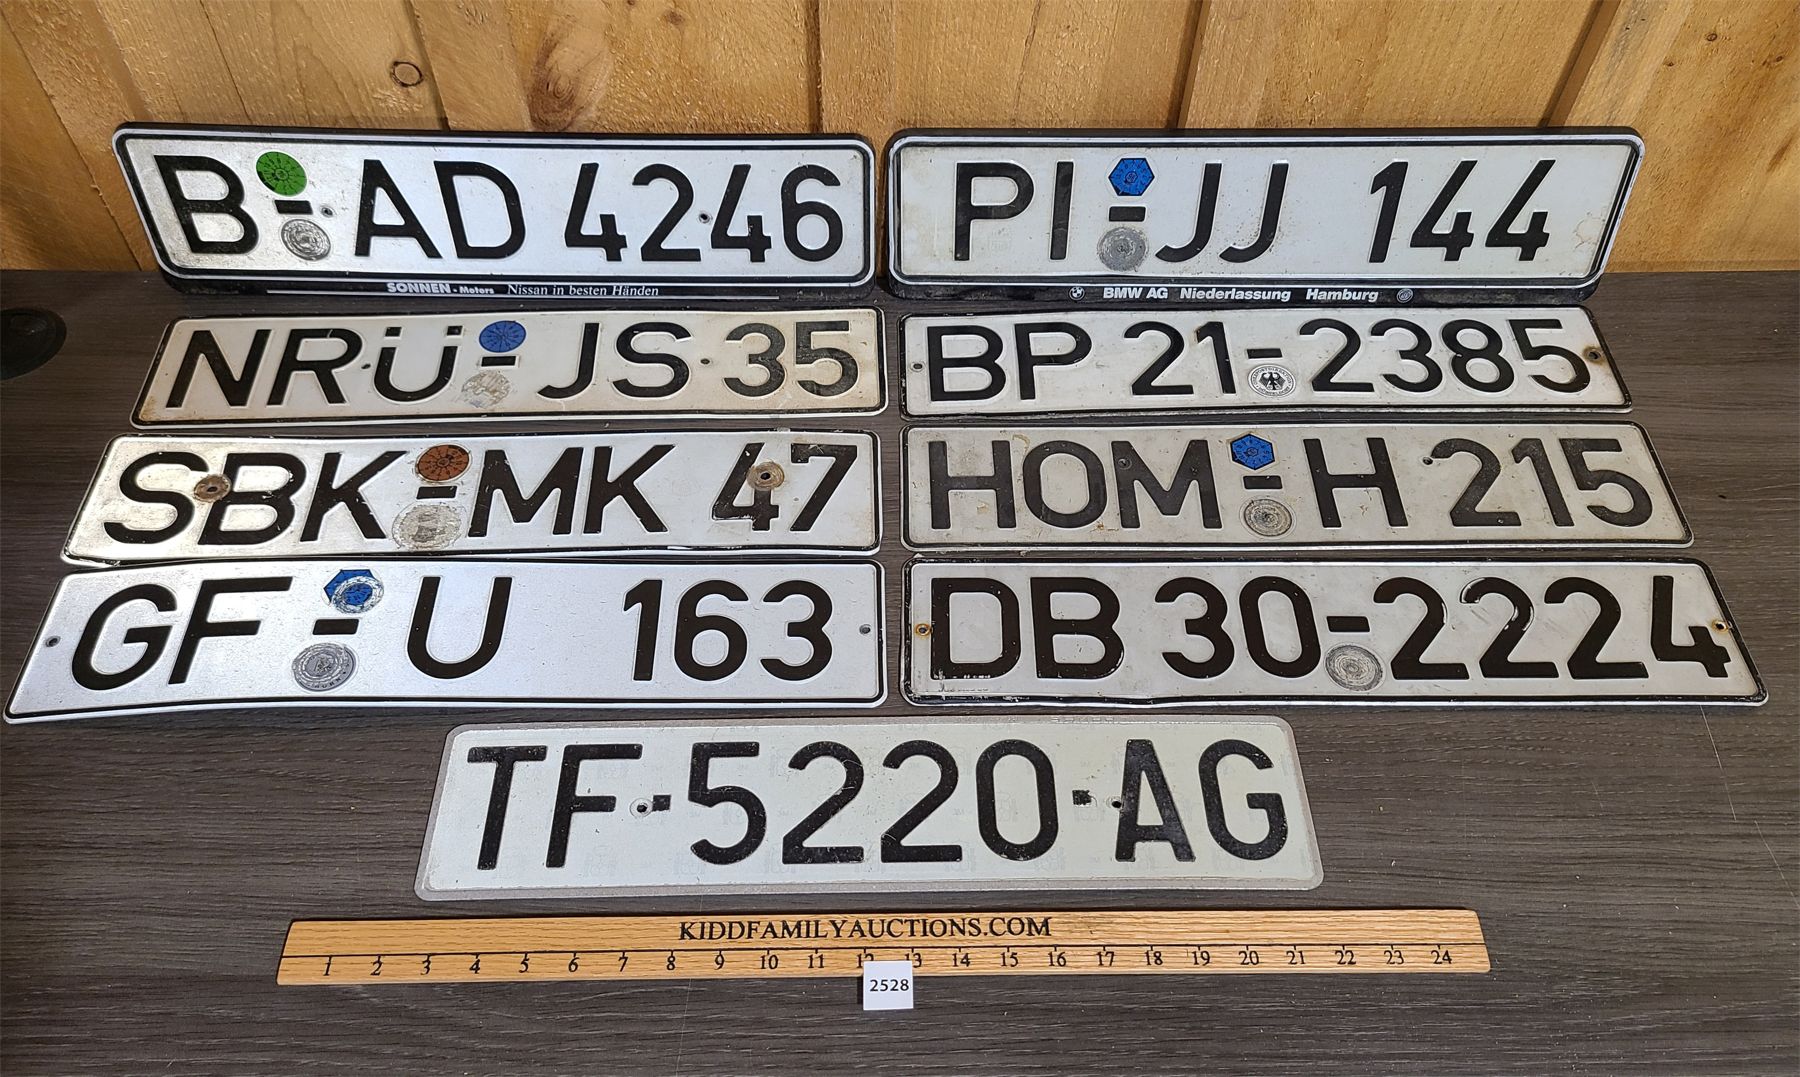 B-AD 4246
SONNEN - Motors Nissan in besten Händen
PI-JJ 144
BMW AG Niederlassung Hamburg
NRÜ-JS 35
BP 21-2385
SBK-MK 47
HOM-H 215
GF-U 163
DB 30-2224
TF-5220-AG
KIDDFAMILYAUCTIONS.COM
1 2 3 4 5 6 7 8 9 10 11 12 13 14 15 16 17 18 19 20 21 22 23 24
2528